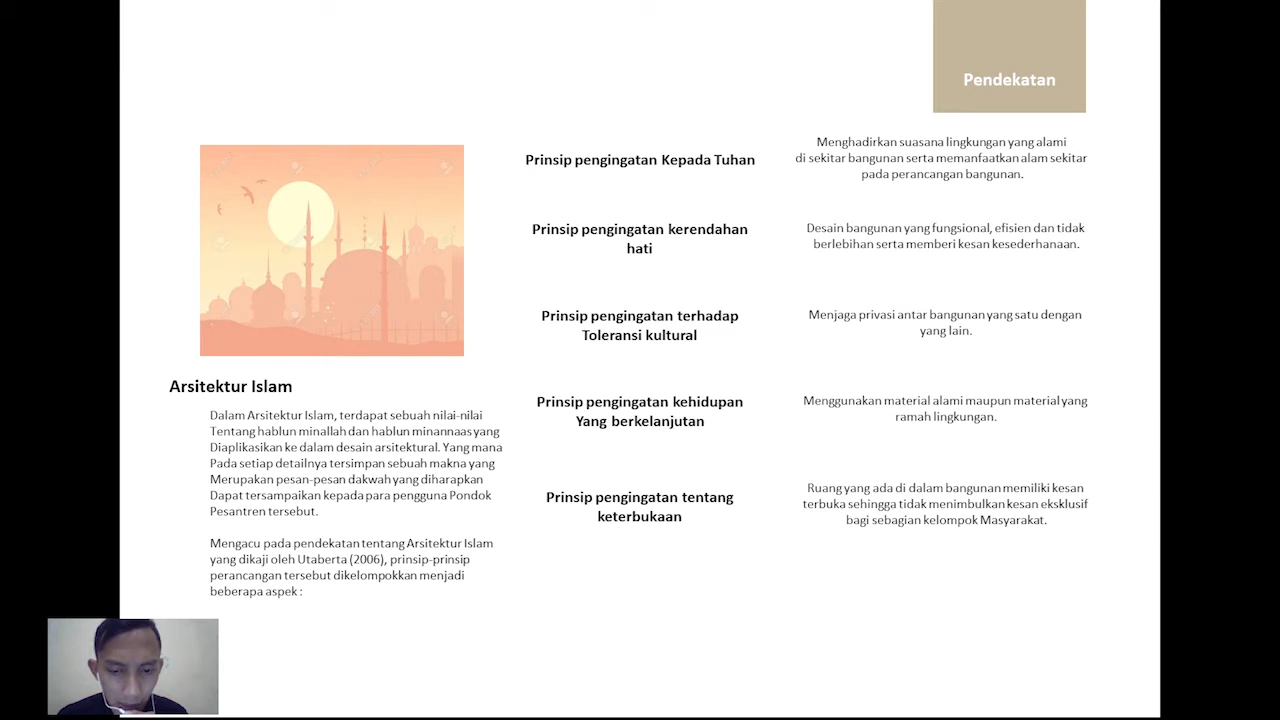 Pendekatan
Arsitektur Islam
Dalam Arsitektur Islam, terdapat sebuah nilai-nilai
Tentang hablun minallah dan hablun minannaas yang
Diaplikasikan ke dalam desain arsitektural. Yang mana
Pada setiap detailnya tersimpan sebuah makna yang
Merupakan pesan-pesan dakwah yang diharapkan
Dapat tersampaikan kepada para pengguna Pondok
Pesantren tersebut.
Mengacu pada pendekatan tentang Arsitektur Islam
yang dikaji oleh Utaberta (2006), prinsip-prinsip
perancangan tersebut dikelompokkan menjadi
beberapa aspek :
Prinsip pengingatan Kepada Tuhan
Menghadirkan suasana lingkungan yang alami
di sekitar bangunan serta memanfaatkan alam sekitar
pada perancangan bangunan.
Prinsip pengingatan kerendahan
hati
Desain bangunan yang fungsional, efisien dan tidak
berlebihan serta memberi kesan kesederhanaan.
Prinsip pengingatan terhadap
Toleransi kultural
Menjaga privasi antar bangunan yang satu dengan
yang lain.
Prinsip pengingatan kehidupan
Yang berkelanjutan
Menggunakan material alami maupun material yang
ramah lingkungan.
Prinsip pengingatan tentang
keterbukaan
Ruang yang ada di dalam bangunan memiliki kesan
terbuka sehingga tidak menimbulkan kesan eksklusif
bagi sebagian kelompok Masyarakat.